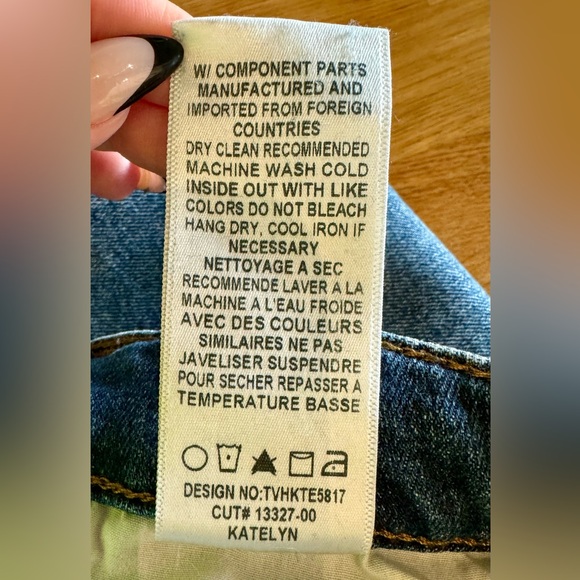 W/ COMPONENT PARTS
MANUFACTURED AND
IMPORTED FROM FOREIGN
COUNTRIES
DRY CLEAN RECOMMENDED
MACHINE WASH COLD
INSIDE OUT WITH LIKE
COLORS DO NOT BLEACH
HANG DRY, COOL IRON IF
NECESSARY
NETTOYAGE A SEC
RECOMMENDE LAVER A LA
MACHINE A L'EAU FROIDE
AVEC DES COULEURS
SIMILAIRES NE PAS
JAVELISER SUSPENDRE
POUR SECHER REPASSER A
TEMPERATURE BASSE
DESIGN NO:TVHKTE5817
CUT# 13327-00
KATELYN